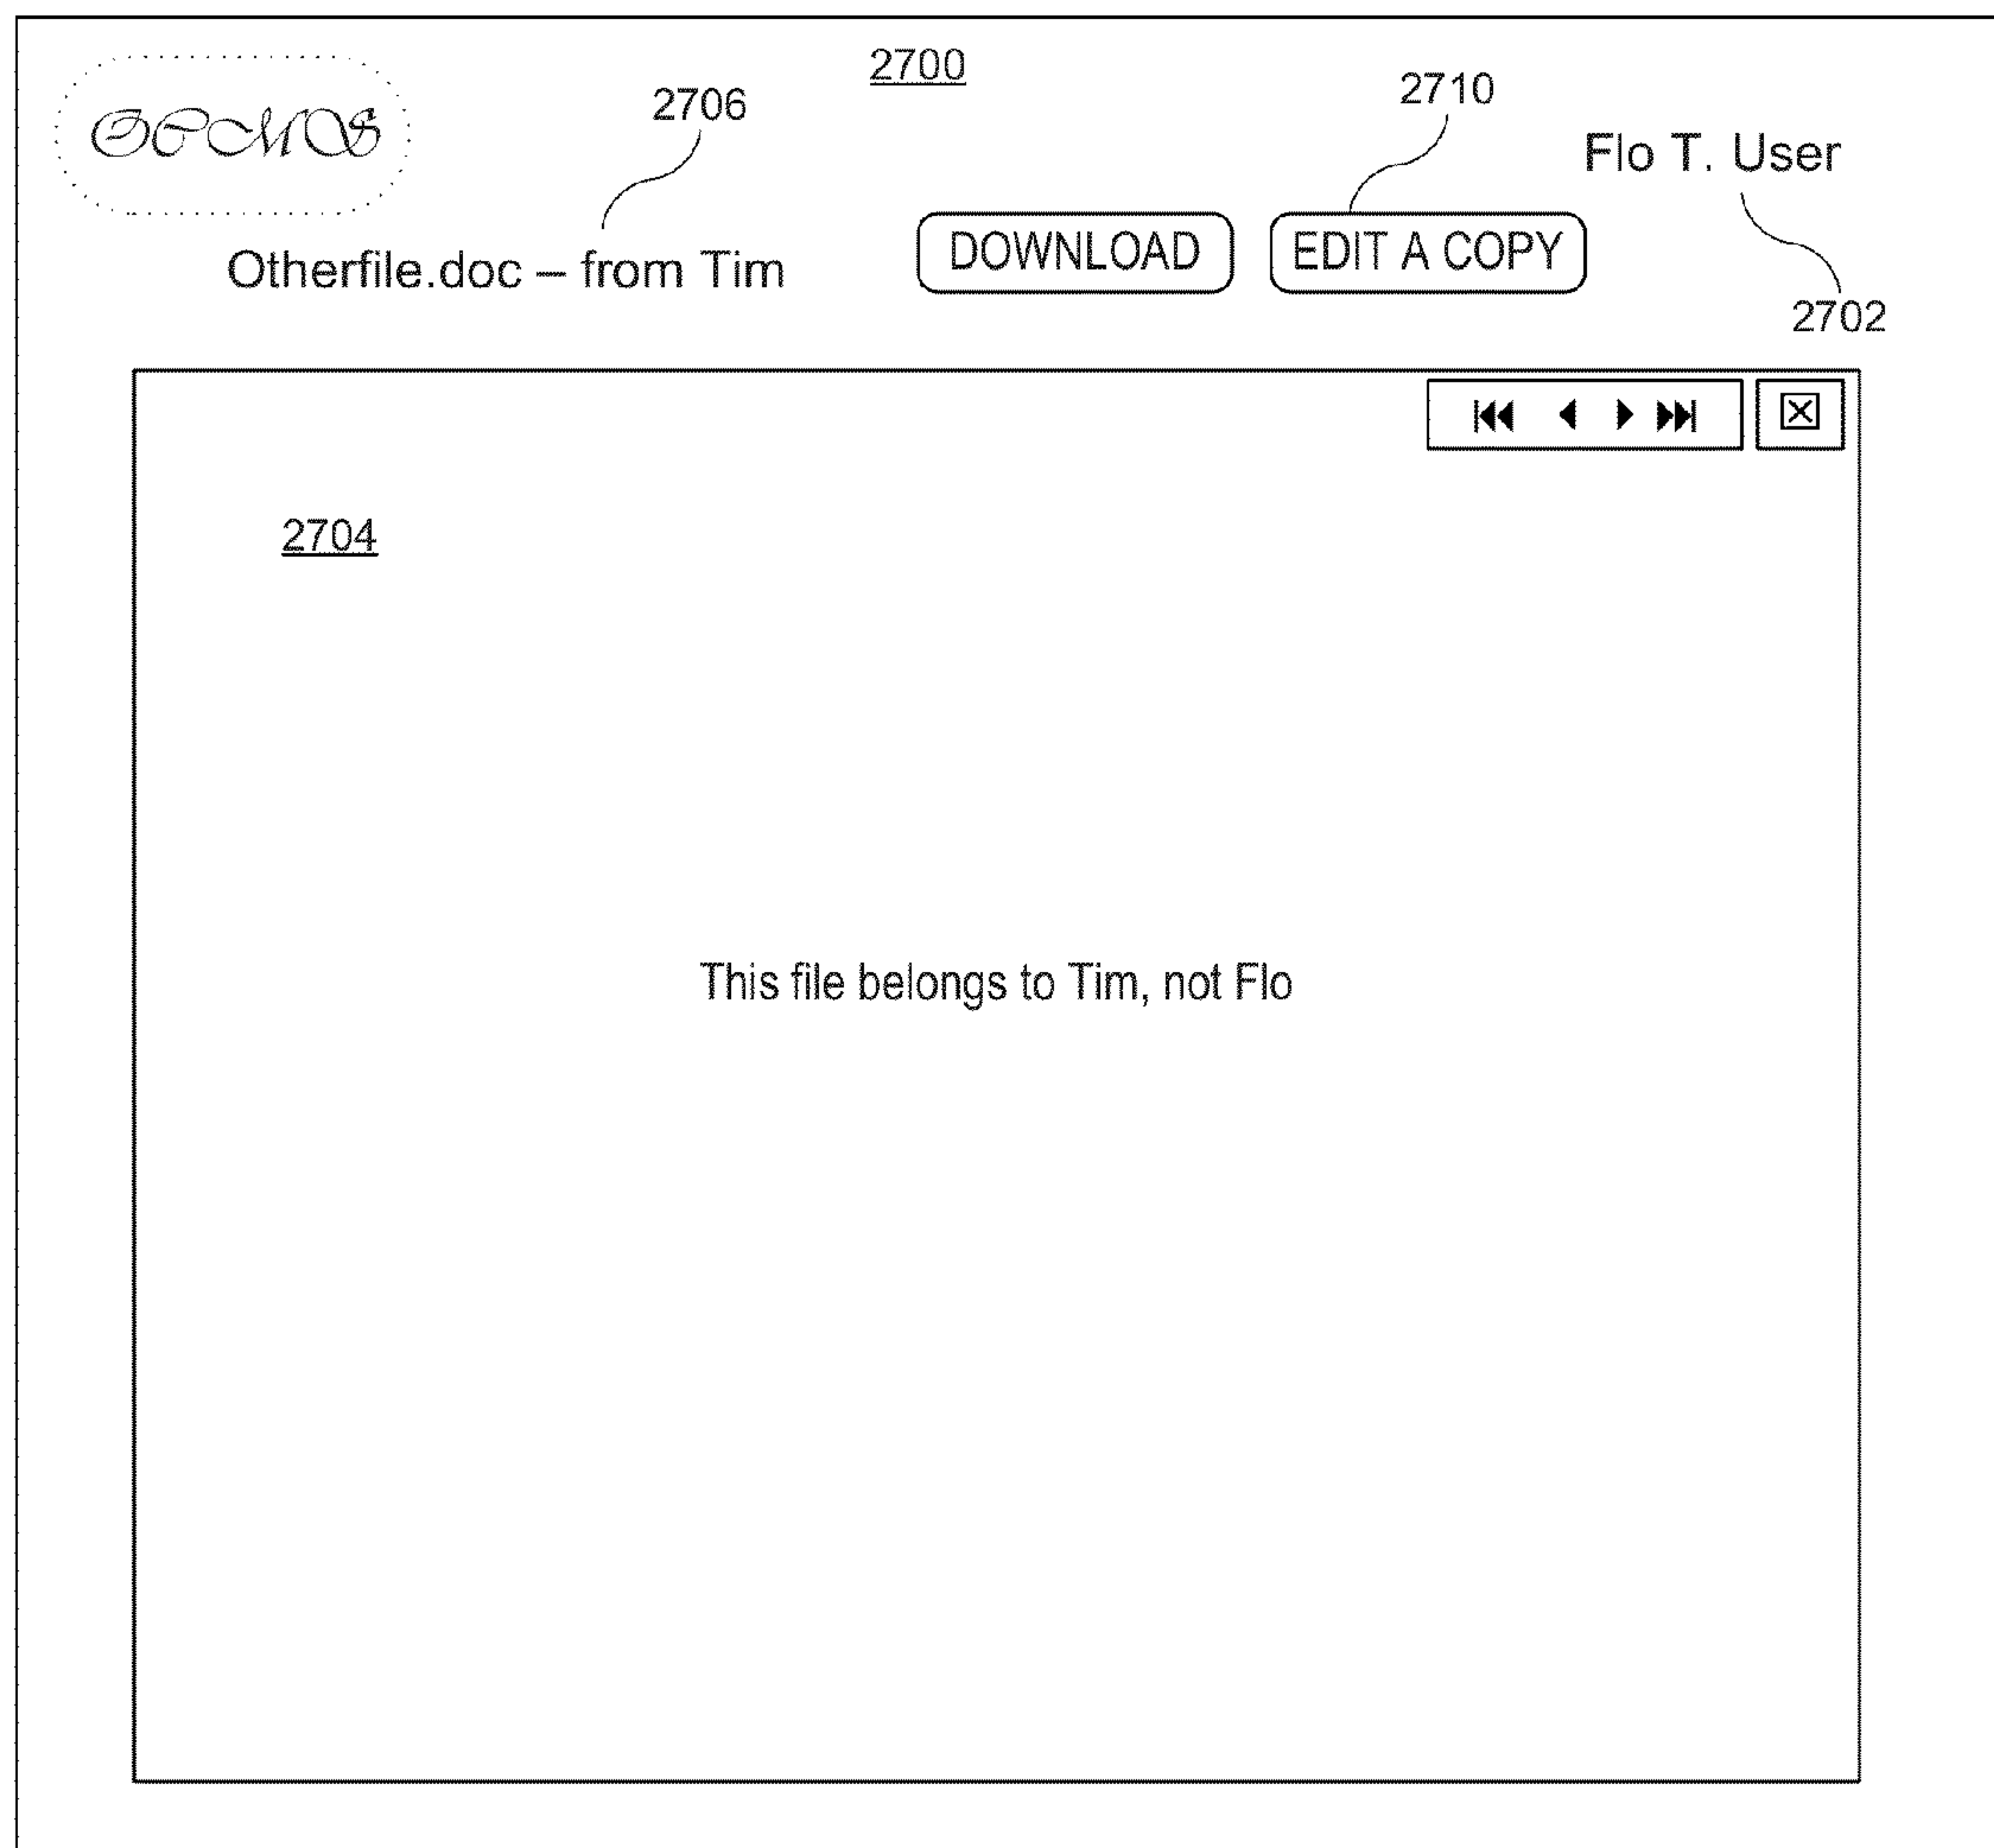 2700
2706
2710
Flo T. User
DOWNLOAD
EDIT A COPY
Otherfile.doc – from Tim
2702
2704
This file belongs to Tim, not Flo